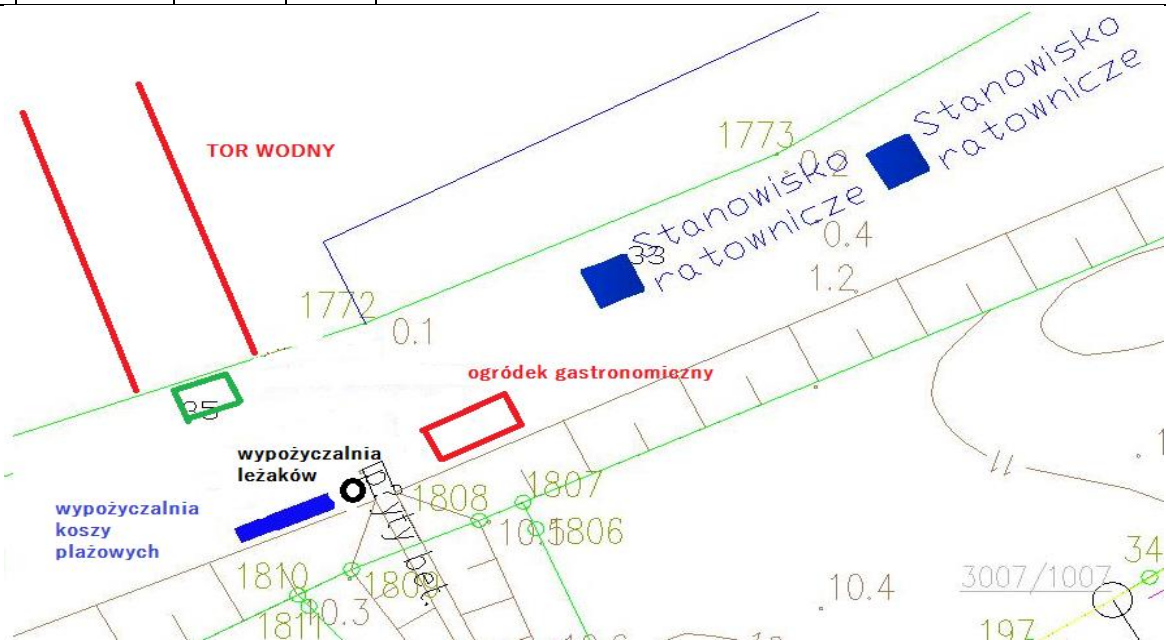 Stanowisko
ratownicze
1773
0.2
TOR WODNY
Stanowisko
ratownicze
33
0.4
1.2
1772
0.1
ogródek gastronomiczny
35
wypożyczalnia
leżaków
płyty bet.
1808
1807
10.5
1806
wypożyczalnia
koszy
plażowych
11
1810
1809
1811
10.3
10.4
3007/1007
34
197